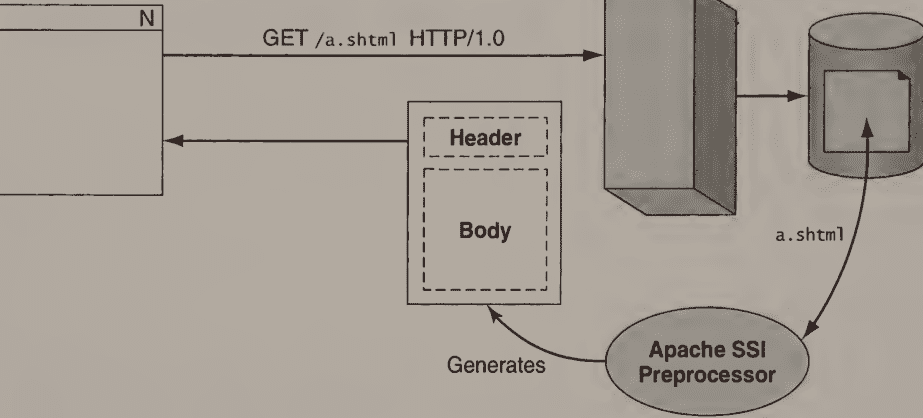 N
GET /a.shtml HTTP/1.0
Header
Body
a.shtml
Generates
Apache SSI
Preprocessor